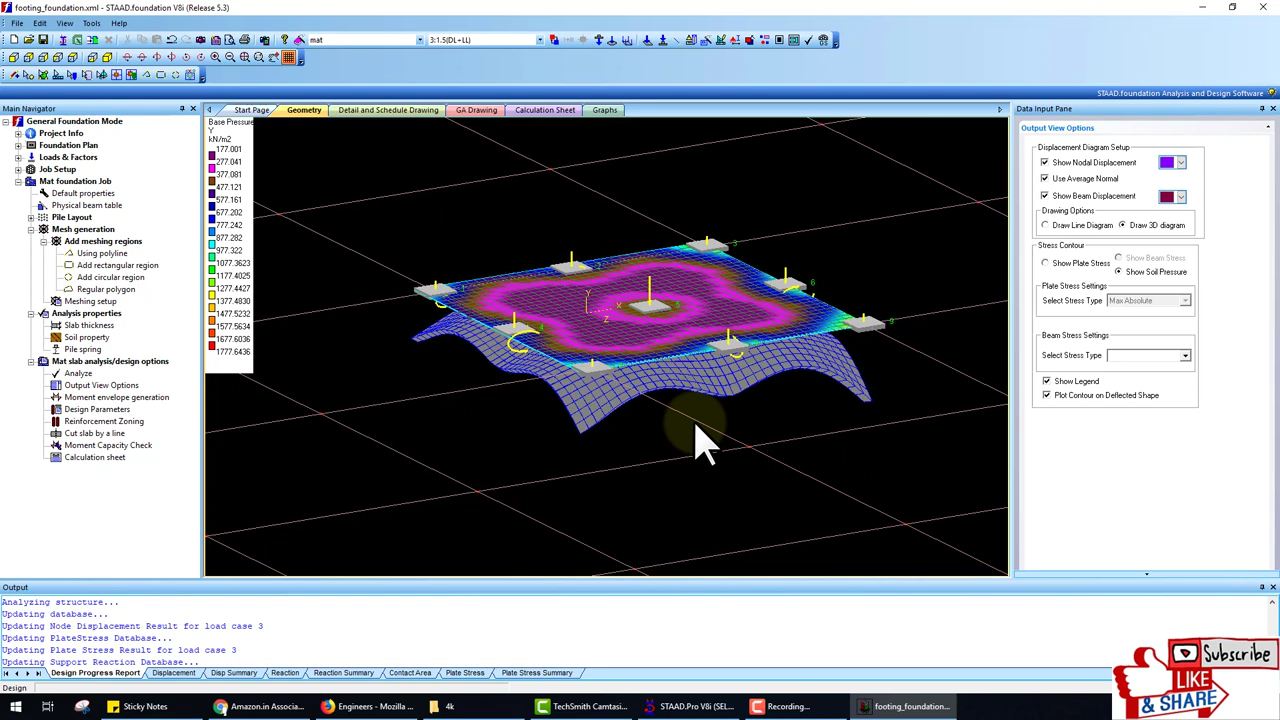 footing_foundation.xml - STAAD.foundation V8i (Release 5.3)
File Edit View Tools Help
mat
3:1.5(DL+LL)
STAAD.foundation Analysis and Design Software
Main Navigator
General Foundation Mode
Project Info
Foundation Plan
Loads & Factors
Job Setup
Mat foundation Job
Default properties
Physical beam table
Pile Layout
Mesh generation
Add meshing regions
Using polyline
Add rectangular region
Add circular region
Regular polygon
Meshing setup
Analysis properties
Slab thickness
Soil property
Pile spring
Mat slab analysis/design options
Analyze
Output View Options
Moment envelope generation
Design Parameters
Reinforcement Zoning
Cut slab by a line
Moment Capacity Check
Calculation sheet
Start Page Geometry Detail and Schedule Drawing GA Drawing Calculation Sheet Graphs
Base Pressure
Y
kN/m2
177.001
277.041
377.081
477.121
577.161
677.202
777.242
877.282
977.322
1077.3623
1177.4025
1277.4427
1377.4830
1477.5232
1577.5634
1677.6036
1777.6436
3
6
9
Y
X
Z
Data Input Pane
Output View Options
Displacement Diagram Setup
Show Nodal Displacement
Use Average Normal
Show Beam Displacement
Drawing Options
Draw Line Diagram Draw 3D diagram
Stress Contour
Show Plate Stress
Show Beam Stress
Show Soil Pressure
Plate Stress Settings
Select Stress Type Max Absolute
Beam Stress Settings
Select Stress Type
Show Legend
Plot Contour on Deflected Shape
Output
Analyzing structure...
Updating database...
Updating Node Displacement Result for load case 3
Updating PlateStress Database...
Updating Plate Stress Result for load case 3
Updating Support Reaction Database...
Design Progress Report Displacement Disp Summary Reaction Reaction Summary Contact Area Plate Stress Plate Stress Summary
Design
Subscribe
LIKE
& SHARE
Sticky Notes
Amazon.in Associa...
Engineers - Mozilla ...
4k
TechSmith Camtasi...
STAAD.Pro V8i (SEL...
Recording...
footing_foundation...